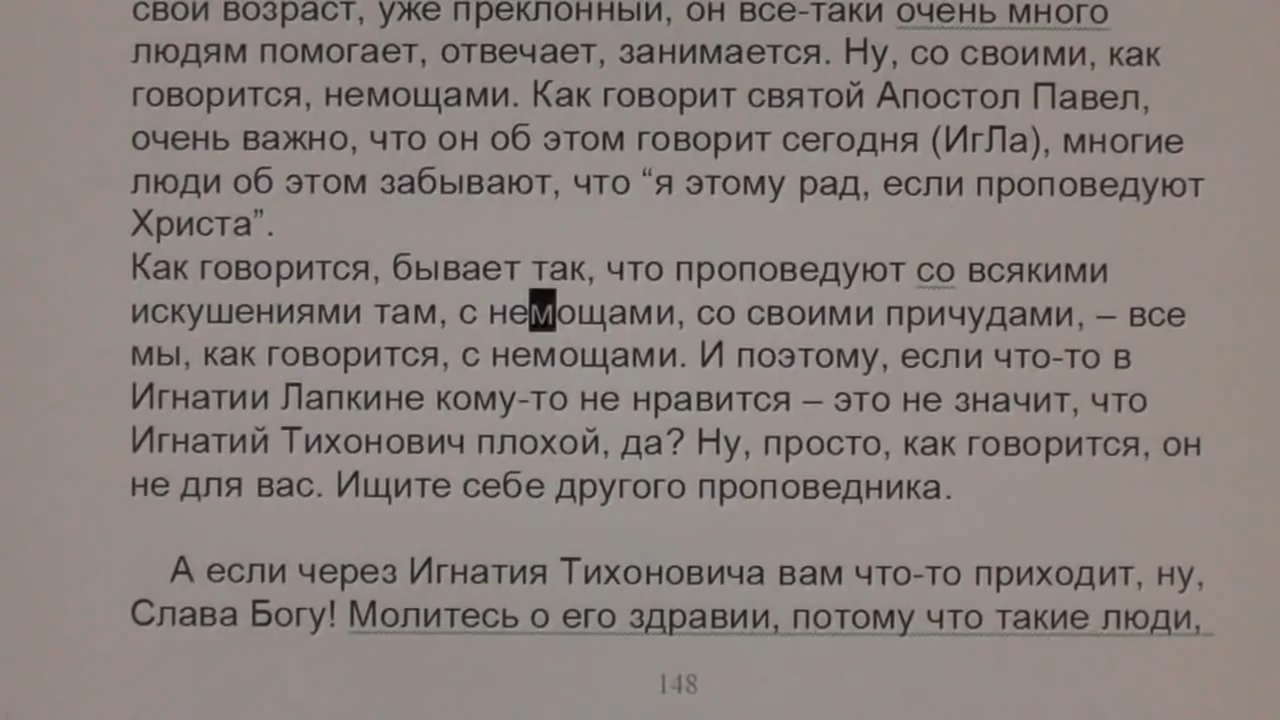 свой возраст, уже преклонный, он все-таки очень много
людям помогает, отвечает, занимается. Ну, со своими, как
говорится, немощами. Как говорит святой Апостол Павел,
очень важно, что он об этом говорит сегодня (ИгЛа), многие
люди об этом забывают, что “я этому рад, если проповедуют
Христа”.
Как говорится, бывает так, что проповедуют со всякими
искушениями там, с немощами, со своими причудами, – все
мы, как говорится, с немощами. И поэтому, если что-то в
Игнатии Лапкине кому-то не нравится – это не значит, что
Игнатий Тихонович плохой, да? Ну, просто, как говорится, он
не для вас. Ищите себе другого проповедника.
А если через Игнатия Тихоновича вам что-то приходит, ну,
Слава Богу! Молитесь о его здравии, потому что такие люди,
148